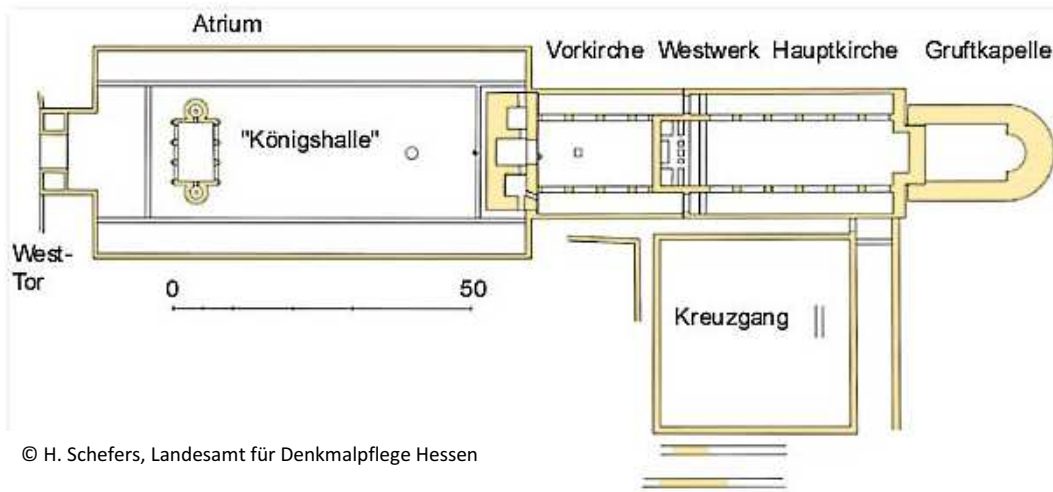 Atrium
Vorkirche Westwerk Hauptkirche Gruftkapelle
"Königshalle"
West-
Tor
0 50
Kreuzgang
© H. Schefers, Landesamt für Denkmalpflege Hessen